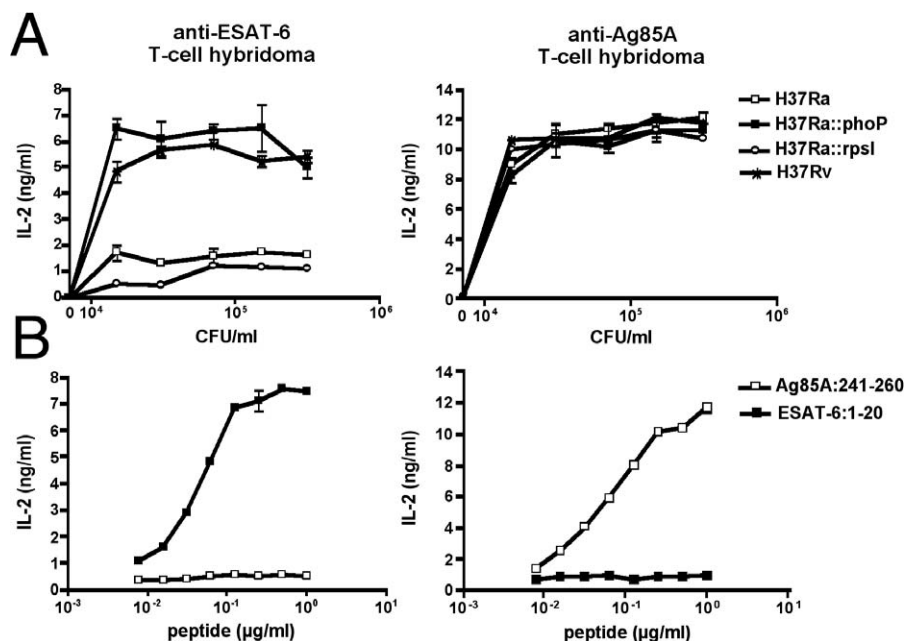 A
anti-ESAT-6
T-cell hybridoma
anti-Ag85A
T-cell hybridoma
IL-2 (ng/ml)
8
7
6
5
4
3
2
1
0
0 10⁴ 10⁵ 10⁶
CFU/ml
IL-2 (ng/ml)
14
12
10
8
6
4
2
0
0 10⁴ 10⁵ 10⁶
CFU/ml
H37Ra
H37Ra::phoP
H37Ra::rpsl
H37Rv
B
IL-2 (ng/ml)
8
7
6
5
4
3
2
1
0
10⁻³ 10⁻² 10⁻¹ 10⁰ 10¹
peptide (µg/ml)
IL-2 (ng/ml)
14
12
10
8
6
4
2
0
10⁻³ 10⁻² 10⁻¹ 10⁰ 10¹
peptide (µg/ml)
Ag85A:241-260
ESAT-6:1-20